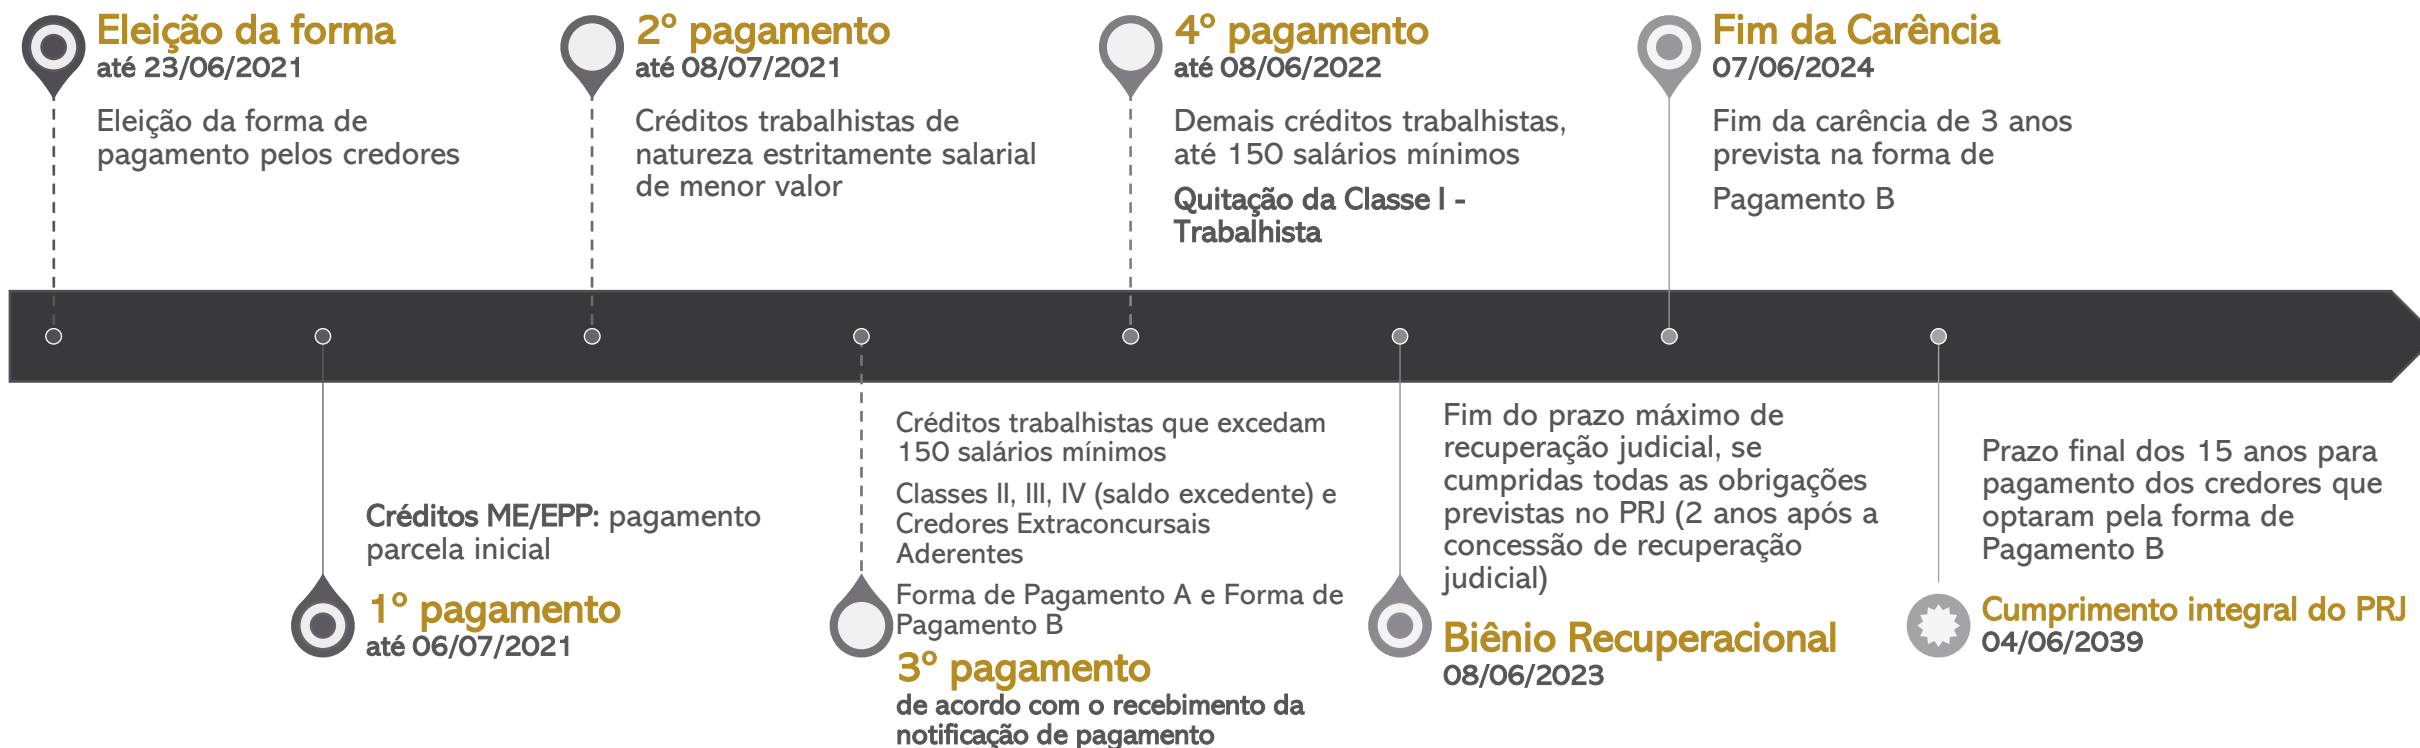 Eleição da forma
até 23/06/2021
Eleição da forma de
pagamento pelos credores
2º pagamento
até 08/07/2021
Créditos trabalhistas de
natureza estritamente salarial
de menor valor
4º pagamento
até 08/06/2022
Demais créditos trabalhistas,
até 150 salários mínimos
Quitação da Classe I -
Trabalhista
Fim da Carência
07/06/2024
Fim da carência de 3 anos
prevista na forma de
Pagamento B
Créditos ME/EPP: pagamento
parcela inicial
1º pagamento
até 06/07/2021
Créditos trabalhistas que excedam
150 salários mínimos
Classes II, III, IV (saldo excedente) e
Credores Extraconcursais
Aderentes
Forma de Pagamento A e Forma de
Pagamento B
3º pagamento
de acordo com o recebimento da
notificação de pagamento
Fim do prazo máximo de
recuperação judicial, se
cumpridas todas as obrigações
previstas no PRJ (2 anos após a
concessão de recuperação
judicial)
Biênio Recuperacional
08/06/2023
Prazo final dos 15 anos para
pagamento dos credores que
optaram pela forma de
Pagamento B
Cumprimento integral do PRJ
04/06/2039